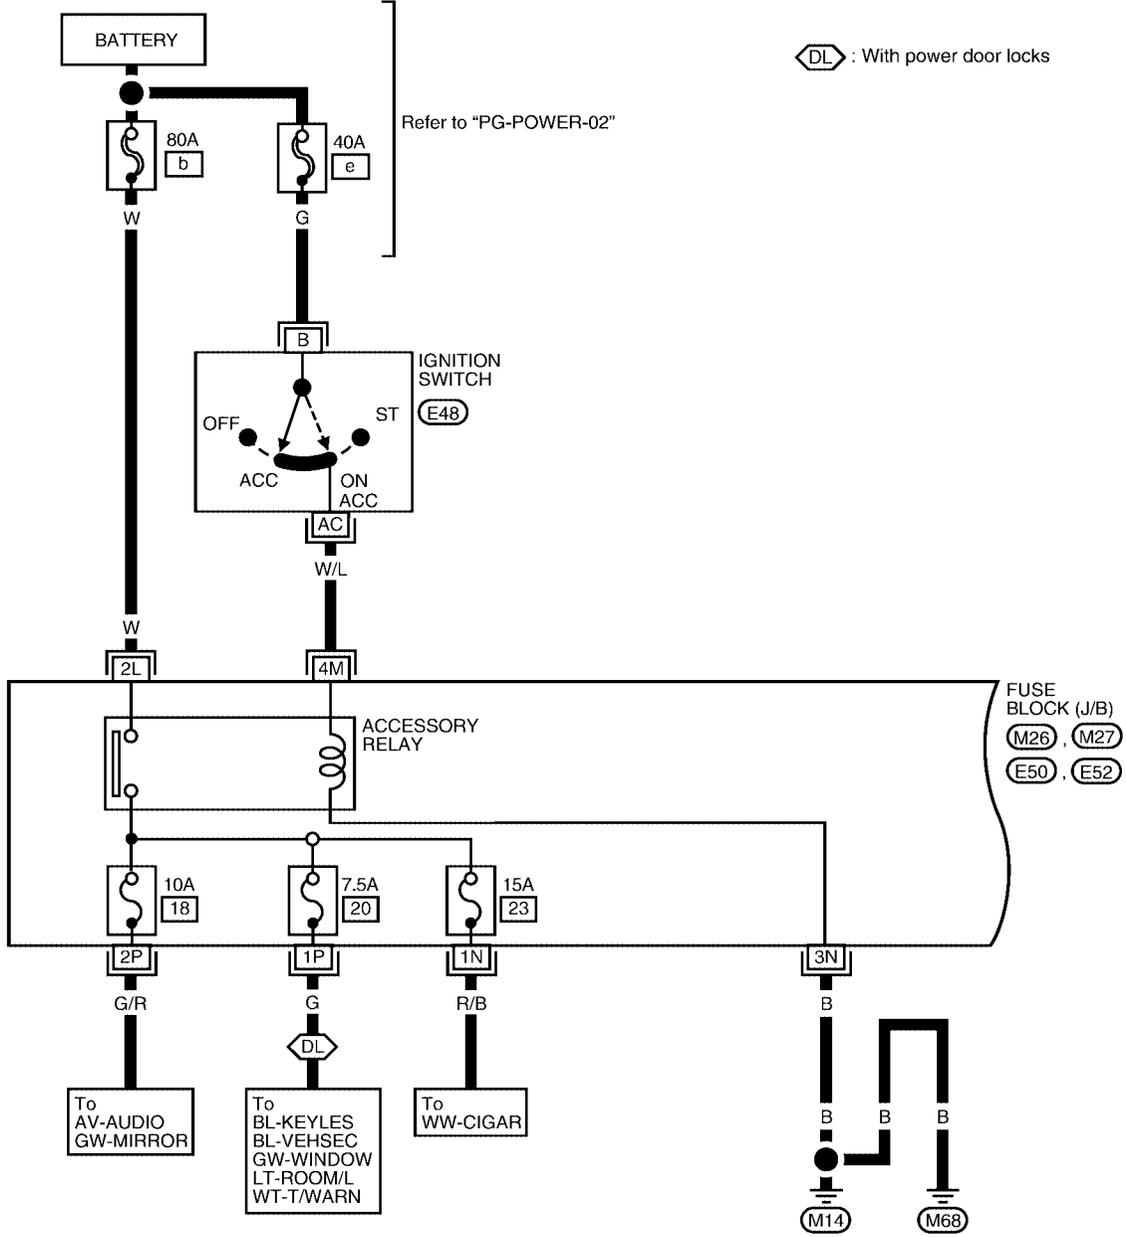 BATTERY
DL : With power door locks
80A
b
40A
e
Refer to “PG-POWER-02”
W
G
B
IGNITION
SWITCH
E48
OFF
ST
ACC
ON
ACC
AC
W/L
W
2L
4M
FUSE
BLOCK (J/B)
M26 , M27
E50 , E52
ACCESSORY
RELAY
10A
18
7.5A
20
15A
23
2P
1P
1N
3N
G/R
G
R/B
B
DL
To
AV-AUDIO
GW-MIRROR
To
BL-KEYLES
BL-VEHSEC
GW-WINDOW
LT-ROOM/L
WT-T/WARN
To
WW-CIGAR
B
B
B
M14
M68